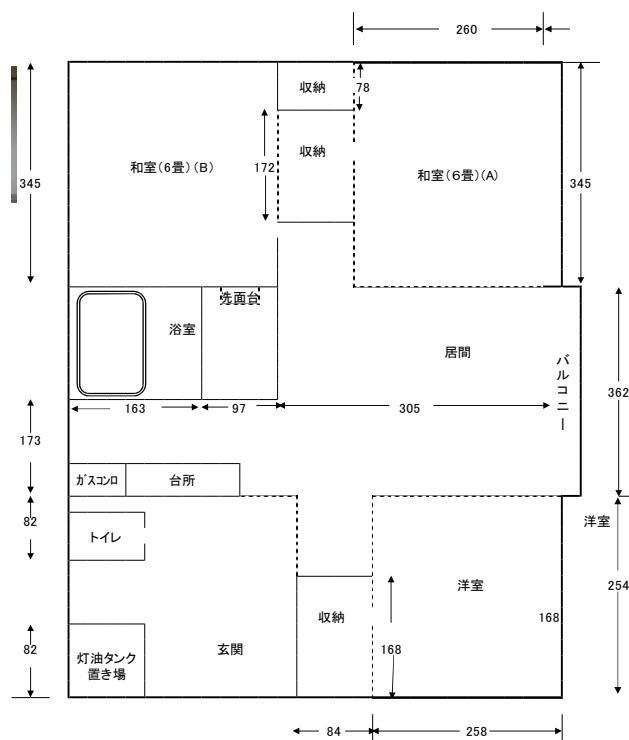 260
収納
78
収納
和室(6畳)(B)
172
和室(6畳)(A)
345
345
洗面台
浴室
居間
バルコニー
362
163
97
305
173
ガスコンロ
台所
82
トイレ
洋室
洋室
254
168
収納
玄関
168
82
灯油タンク
置き場
84
258